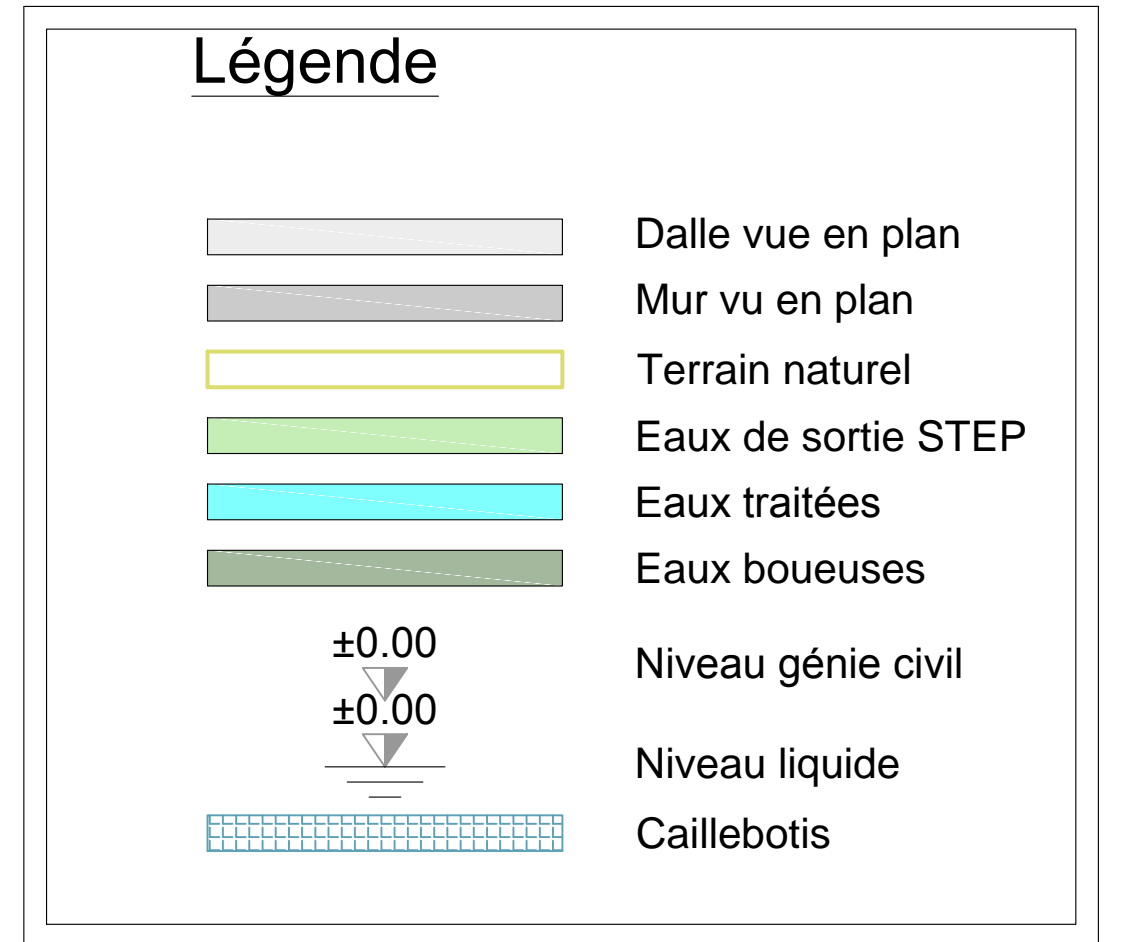 Légende
Dalle vue en plan
Mur vu en plan
Terrain naturel
Eaux de sortie STEP
Eaux traitées
Eaux boueuses
±0.00
Niveau génie civil
±0.00
Niveau liquide
Caillebotis